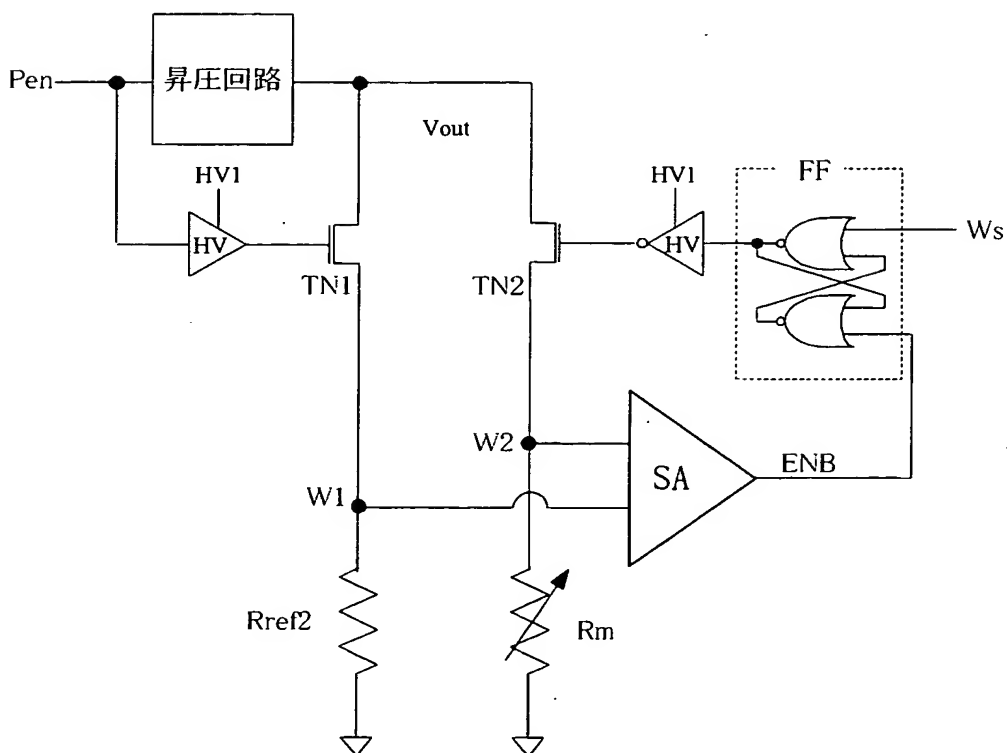 Pen
昇圧回路
Vout
HV1
HV
TN1
HV1
HV
TN2
FF
Ws
W2
W1
SA
ENB
Rref2
Rm